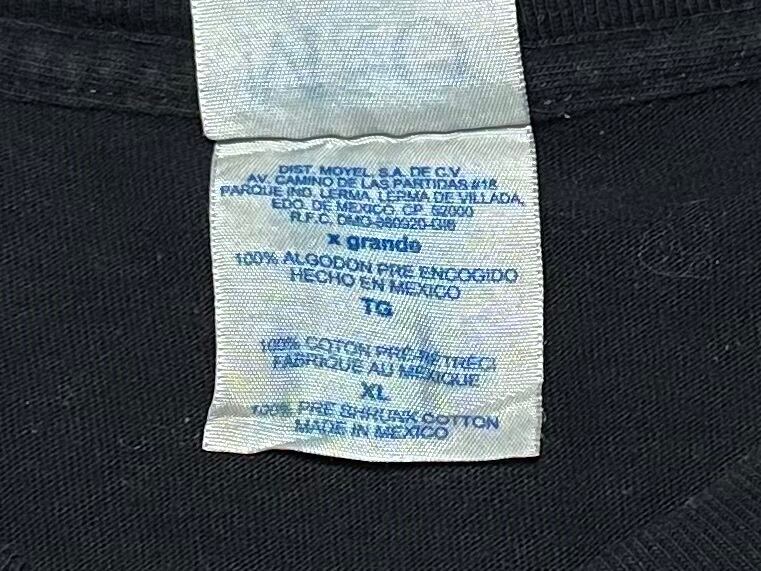 DIST. MOYEL, S.A. DE C.V.
AV. CAMINO DE LAS PARTIDAS #18
PARQUE IND. LERMA, LERMA DE VILLADA,
EDO. DE MEXICO, CP. 52000
R.F.C.
x grande
100% ALGODON PRE ENCOGIDO
HECHO EN MEXICO
TG
100% COTON PRÉ-RÉTRÉCI
FABRIQUE AU MEXIQUE
XL
100% PRE SHRUNK COTTON
MADE IN MEXICO